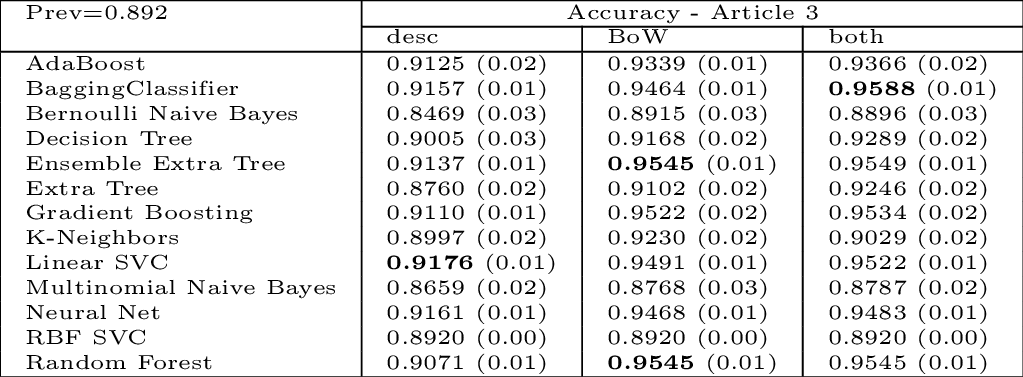 Prev=0.892 Accuracy - Article 3
desc BoW both
AdaBoost 0.9125 (0.02) 0.9339 (0.01) 0.9366 (0.02)
BaggingClassifier 0.9157 (0.01) 0.9464 (0.01) 0.9588 (0.01)
Bernoulli Naive Bayes 0.8469 (0.03) 0.8915 (0.03) 0.8896 (0.03)
Decision Tree 0.9005 (0.03) 0.9168 (0.02) 0.9289 (0.02)
Ensemble Extra Tree 0.9137 (0.01) 0.9545 (0.01) 0.9549 (0.01)
Extra Tree 0.8760 (0.02) 0.9102 (0.02) 0.9246 (0.02)
Gradient Boosting 0.9110 (0.01) 0.9522 (0.02) 0.9534 (0.02)
K-Neighbors 0.8997 (0.02) 0.9230 (0.02) 0.9029 (0.02)
Linear SVC 0.9176 (0.01) 0.9491 (0.01) 0.9522 (0.01)
Multinomial Naive Bayes 0.8659 (0.02) 0.8768 (0.03) 0.8787 (0.02)
Neural Net 0.9161 (0.01) 0.9468 (0.01) 0.9483 (0.01)
RBF SVC 0.8920 (0.00) 0.8920 (0.00) 0.8920 (0.00)
Random Forest 0.9071 (0.01) 0.9545 (0.01) 0.9545 (0.01)